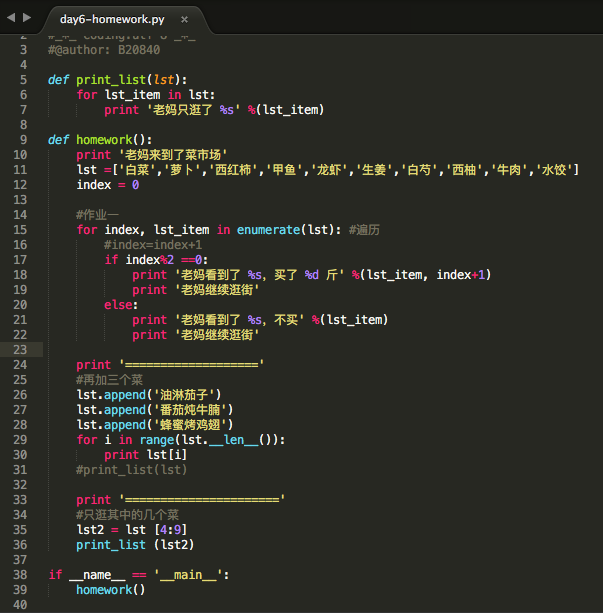 day6-homework.py ×
3 #@author: B20840
4
5 def print_list(lst):
6 for lst_item in lst:
7 print '老妈只逛了 %s' %(lst_item)
8
9 def homework():
10 print '老妈来到了菜市场'
11 lst =['白菜','萝卜','西红柿','甲鱼','龙虾','生姜','白芍','西柚','牛肉','水饺']
12 index = 0
13
14 #作业一
15 for index, lst_item in enumerate(lst): #遍历
16 #index=index+1
17 if index%2 ==0:
18 print '老妈看到了 %s，买了 %d 斤' %(lst_item, index+1)
19 print '老妈继续逛街'
20 else:
21 print '老妈看到了 %s，不买' %(lst_item)
22 print '老妈继续逛街'
23
24 print '==================='
25 #再加三个菜
26 lst.append('油淋茄子')
27 lst.append('番茄炖牛腩')
28 lst.append('蜂蜜烤鸡翅')
29 for i in range(lst.__len__()):
30 print lst[i]
31 #print_list(lst)
32
33 print '======================'
34 #只逛其中的几个菜
35 lst2 = lst [4:9]
36 print_list (lst2)
37
38 if __name__ == '__main__':
39 homework()
40